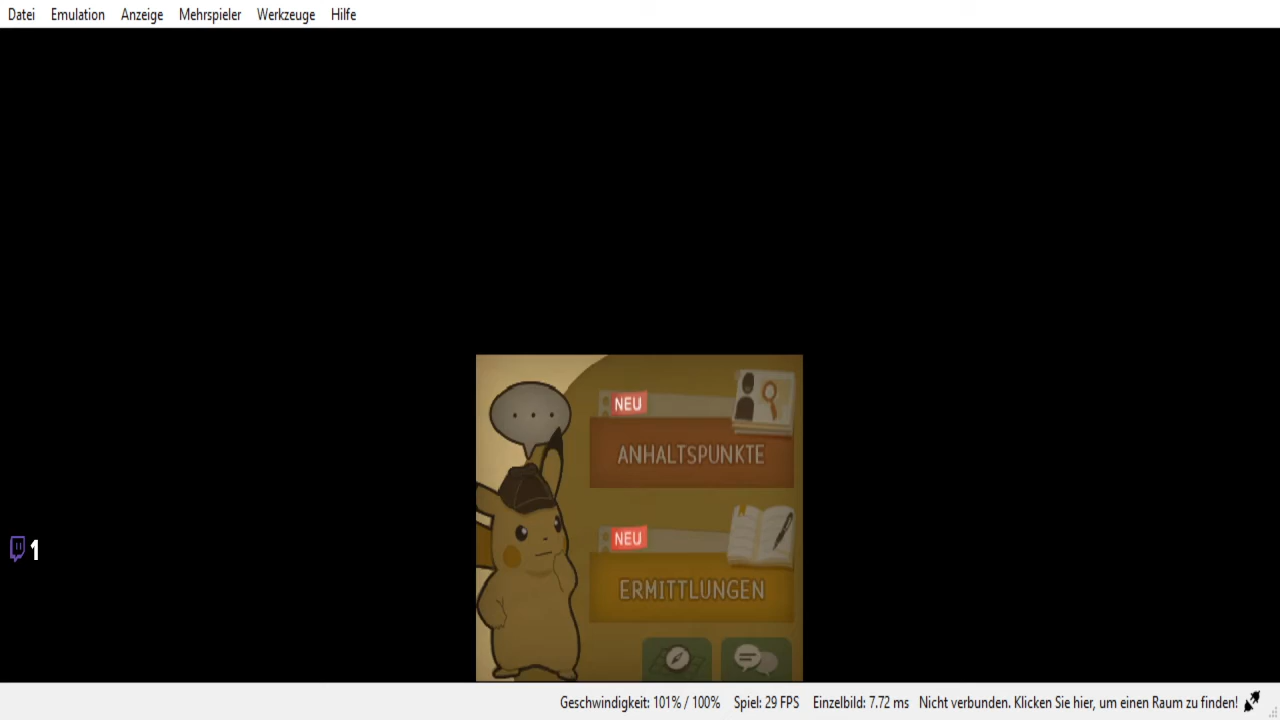 Datei Emulation Anzeige Mehrspieler Werkzeuge Hilfe
NEU
ANHALTSPUNKTE
NEU
1
ERMITTLUNGEN
Geschwindigkeit: 101% / 100% Spiel: 29 FPS Einzelbild: 7.72 ms Nicht verbunden. Klicken Sie hier, um einen Raum zu finden!